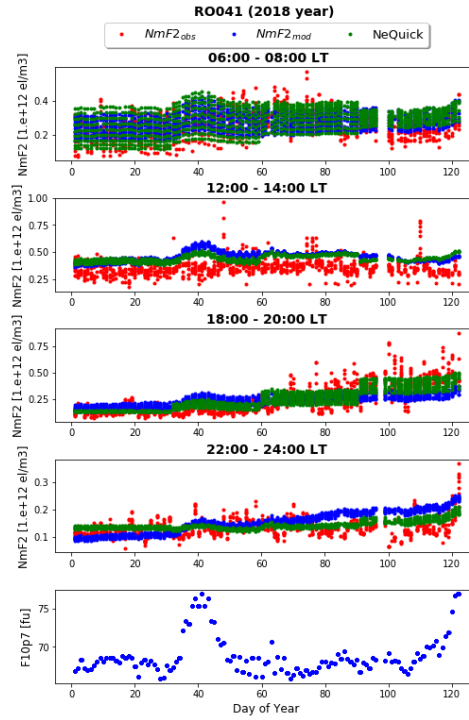 RO041 (2018 year)
NmF2obs NmF2mod NeQuick
06:00 - 08:00 LT
NmF2 [1.e+12 el/m3]
0.4
0.2
0 20 40 60 80 100 120
12:00 - 14:00 LT
NmF2 [1.e+12 el/m3]
1.00
0.75
0.50
0.25
0 20 40 60 80 100 120
18:00 - 20:00 LT
NmF2 [1.e+12 el/m3]
0.75
0.50
0.25
0 20 40 60 80 100 120
22:00 - 24:00 LT
NmF2 [1.e+12 el/m3]
0.3
0.2
0.1
0 20 40 60 80 100 120
F10p7 [fu]
75
70
0 20 40 60 80 100 120
Day of Year